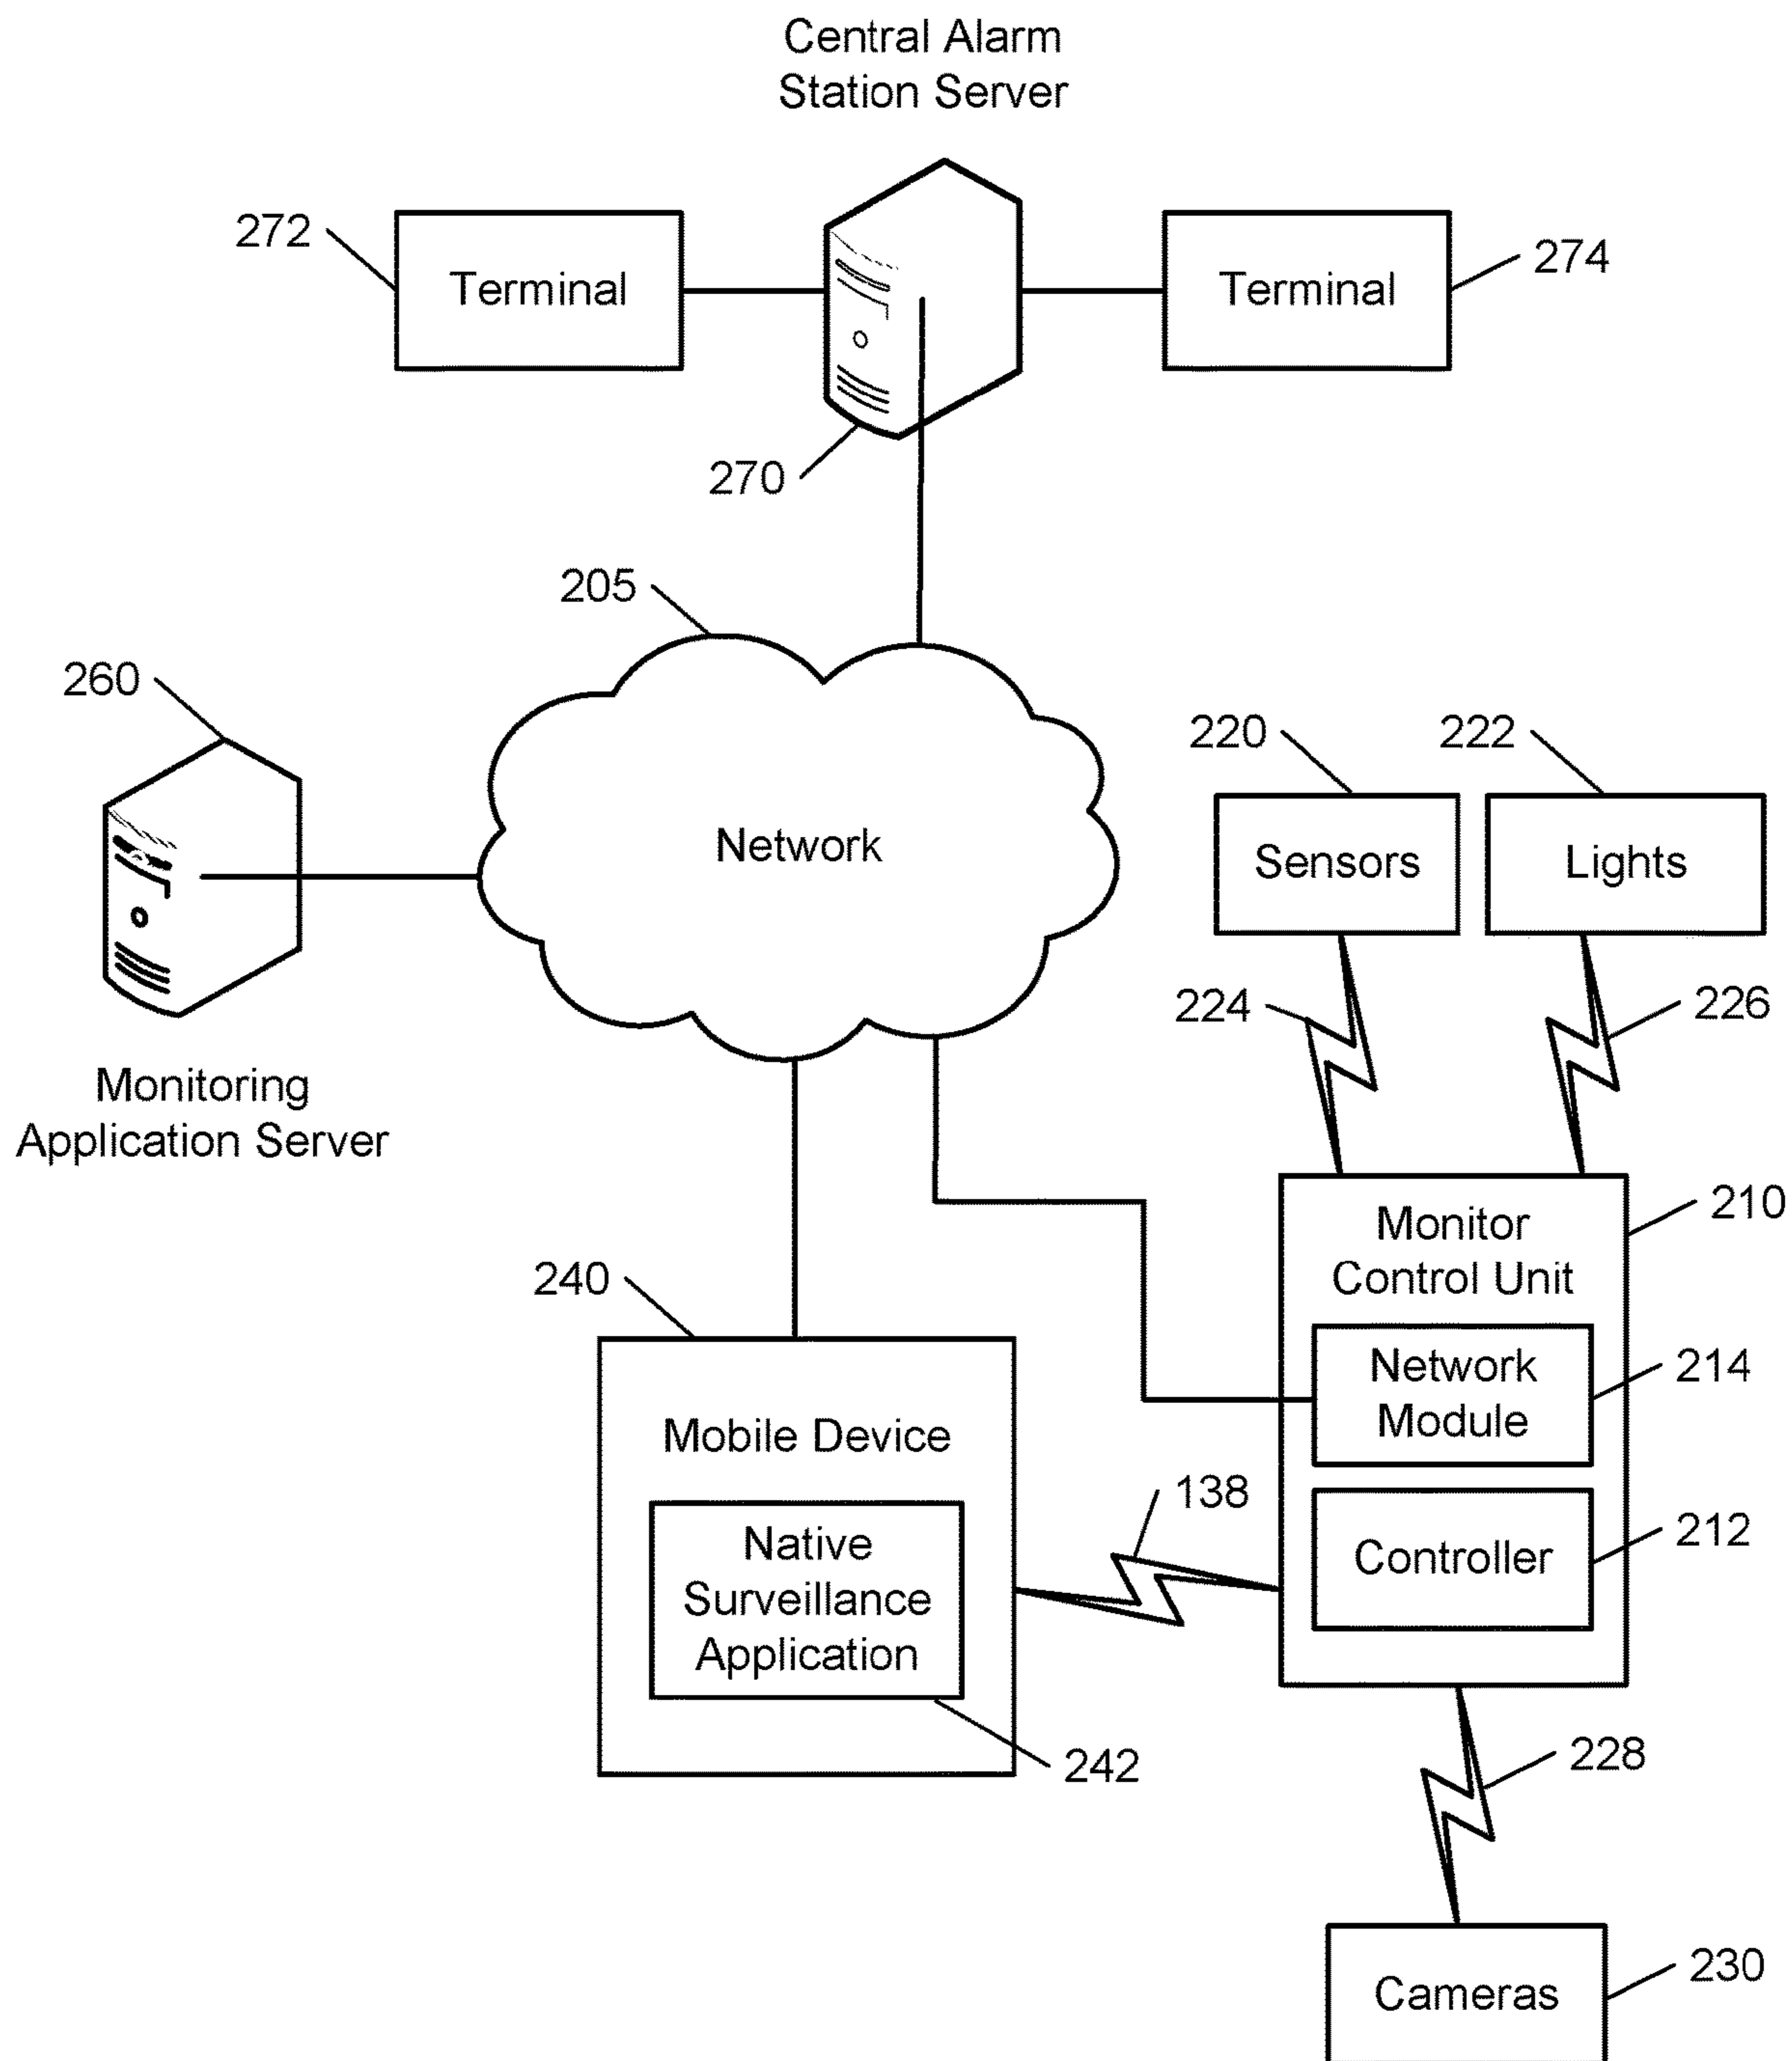 Central Alarm
Station Server
272
Terminal
Terminal
274
270
205
260
Network
220
222
Sensors
Lights
224
226
Monitoring
Application Server
210
Monitor
Control Unit
240
Network
Module
214
Mobile Device
138
212
Controller
Native
Surveillance
Application
242
228
230
Cameras